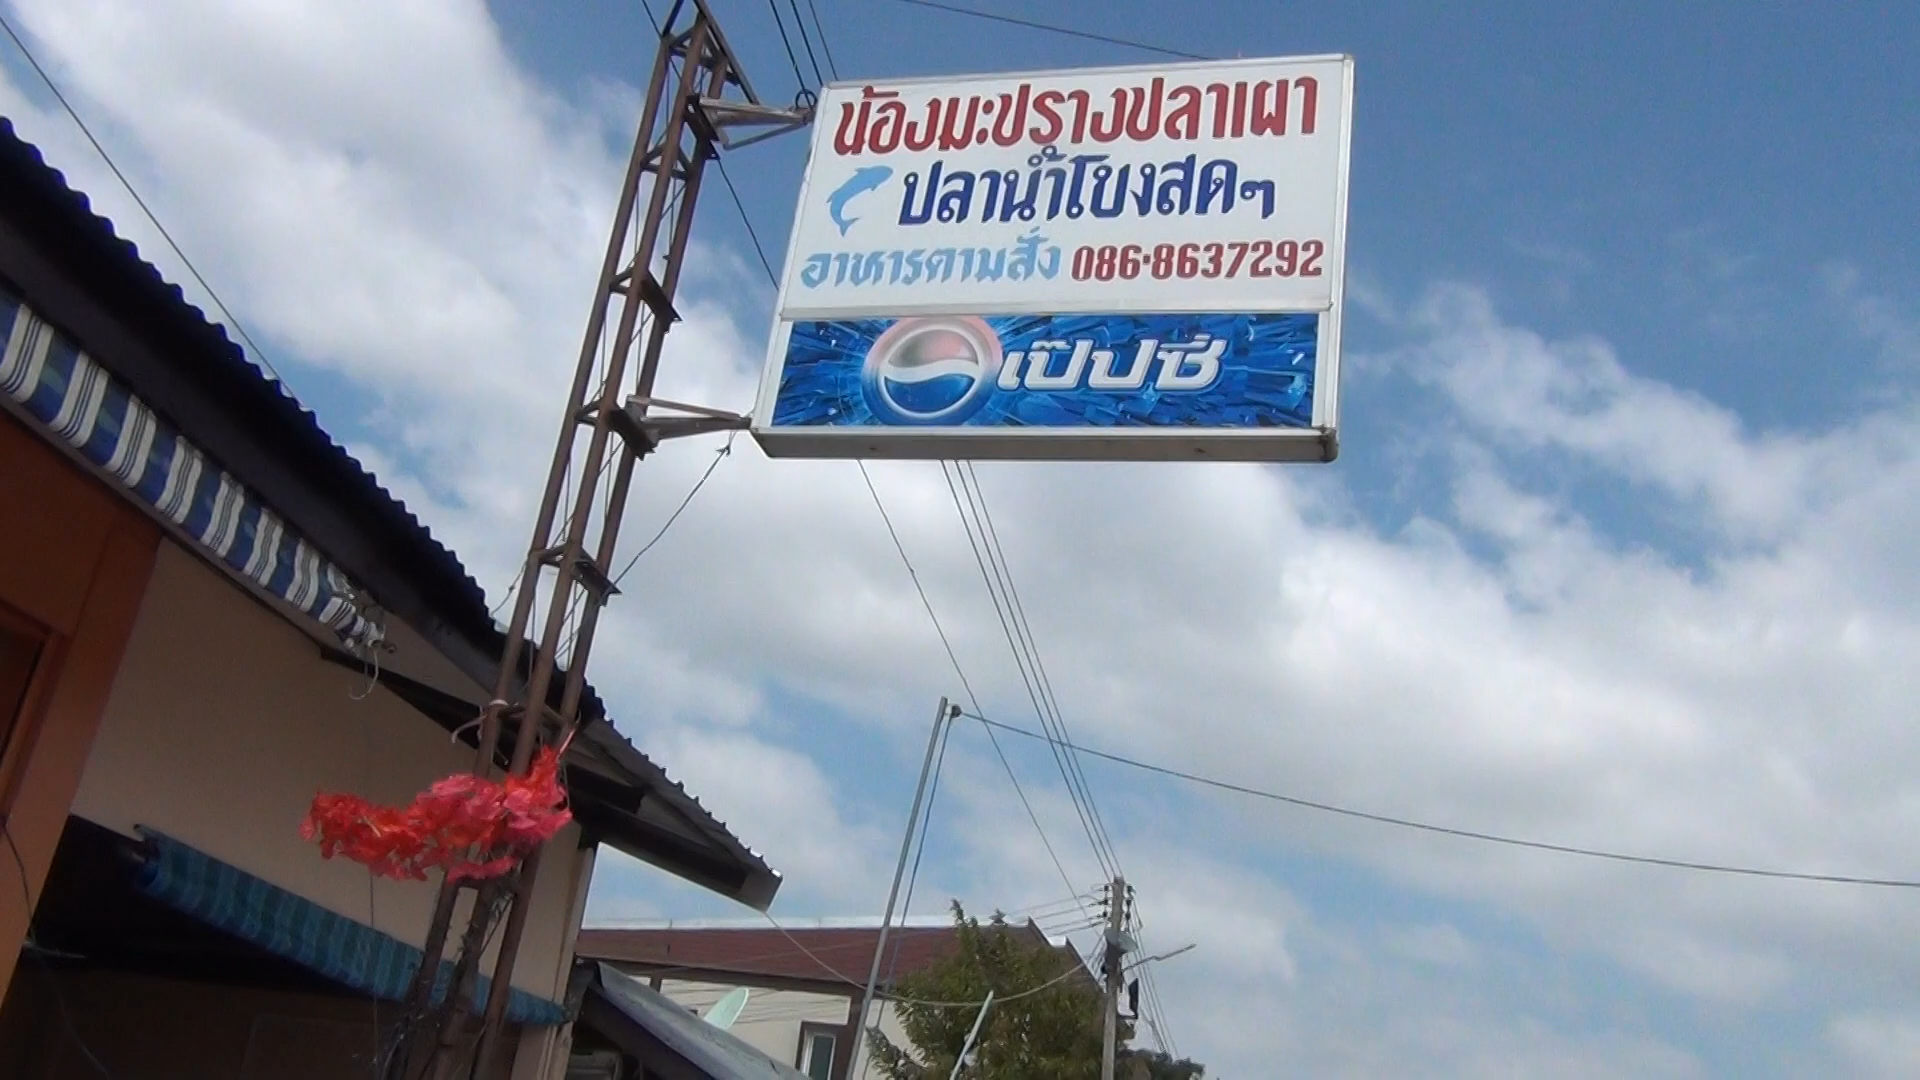 น้องมะปรางปลาเผา
ปลาน้ำโขงสดๆ
อาหารตามสั่ง 086-8637292
เป๊ปซี่